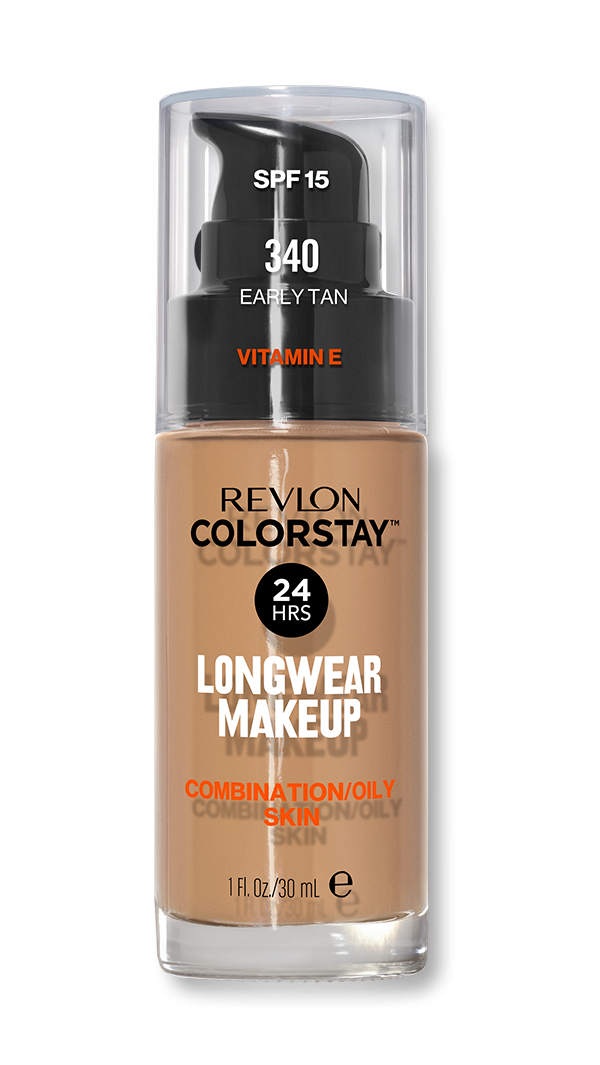 SPF 15
340
EARLY TAN
VITAMIN E
REVLON
COLORSTAY™
24
HRS
LONGWEAR
MAKEUP
COMBINATION/OILY
SKIN
1 Fl. Oz./30 mL ℮